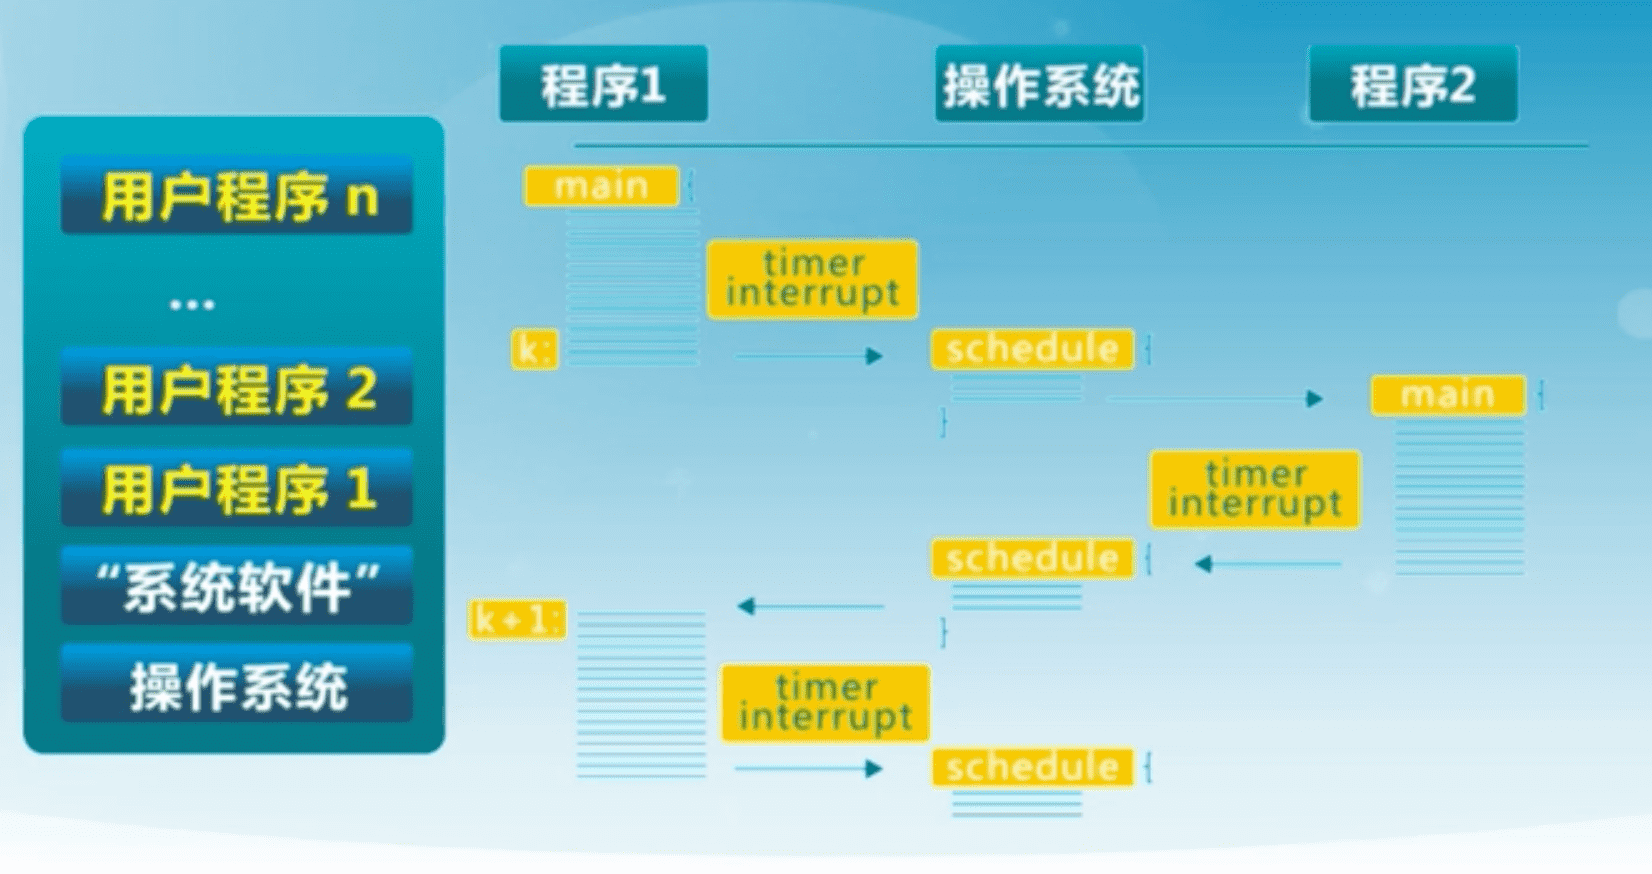 程序1
操作系统
程序2
用户程序 n
...
用户程序 2
用户程序 1
“系统软件”
操作系统
main {
timer
interrupt
k:
schedule {
}
main {
timer
interrupt
schedule {
}
k+1:
timer
interrupt
schedule {